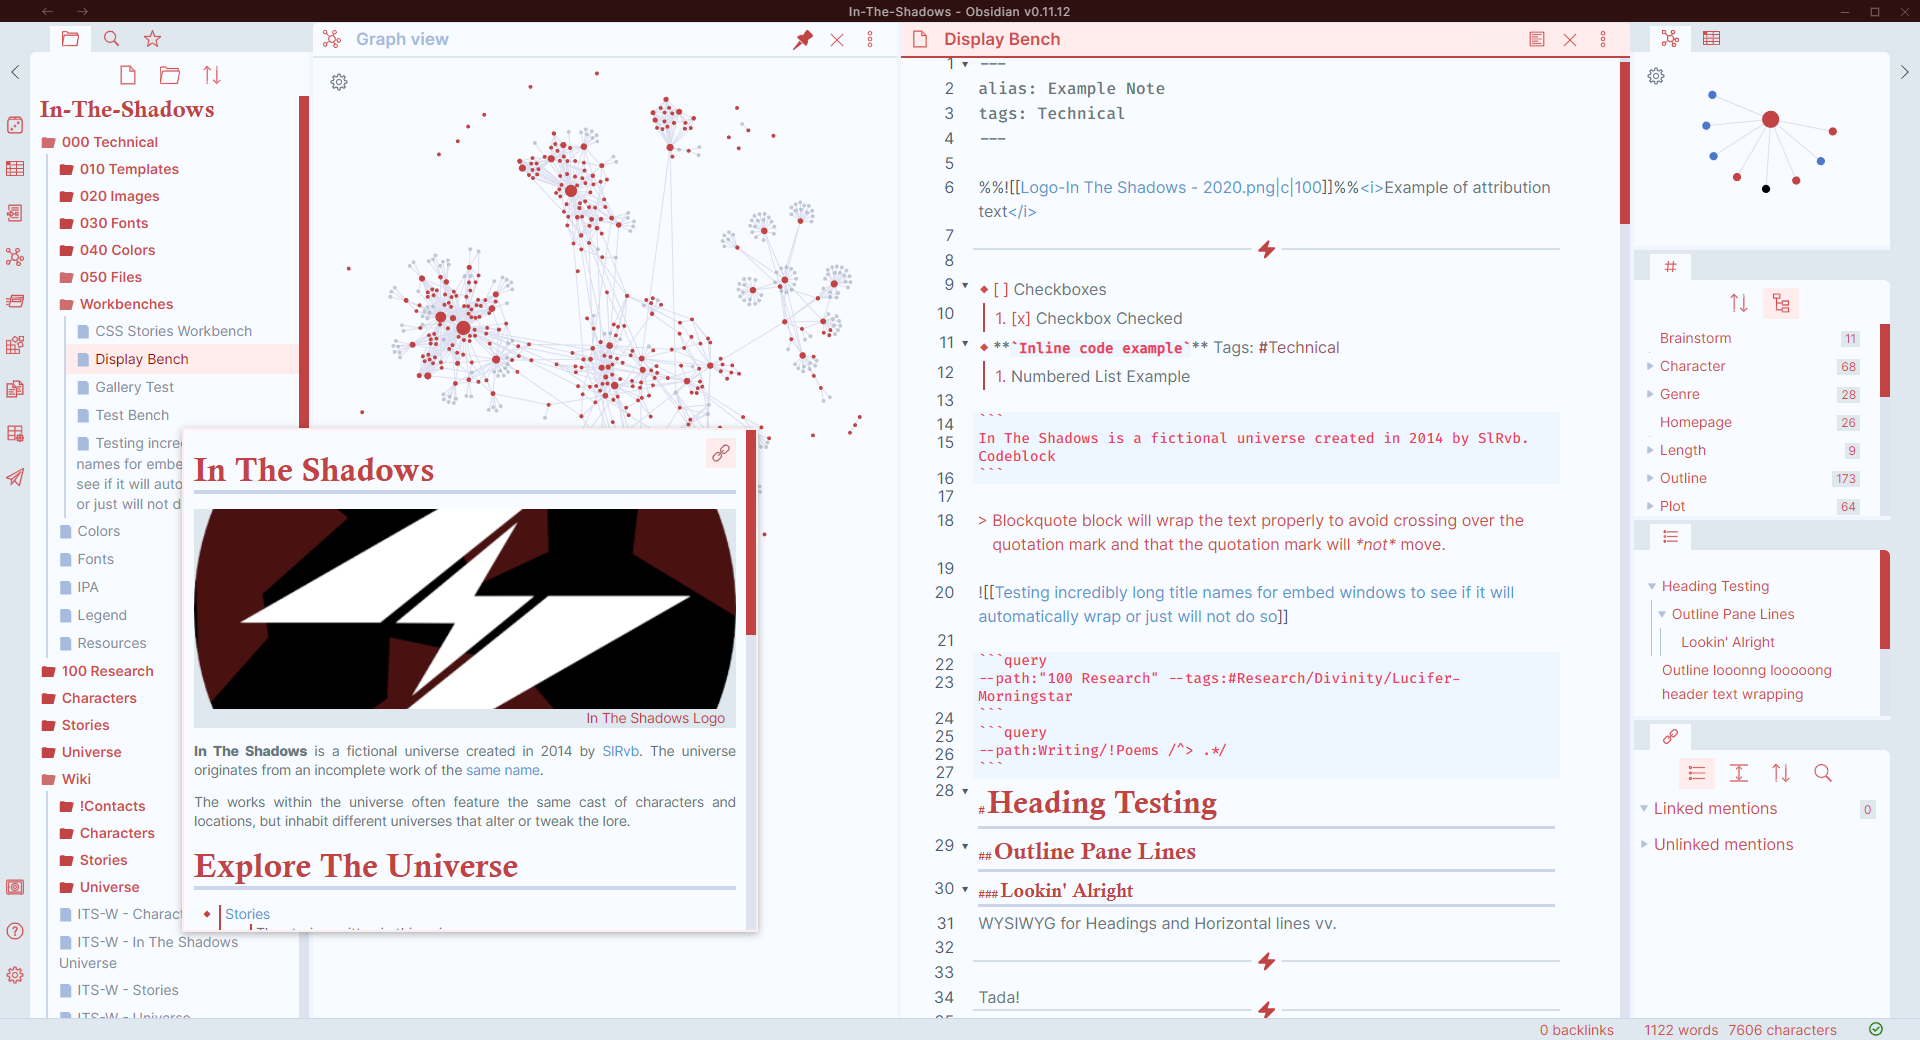 In-The-Shadows - Obsidian v0.11.12
In-The-Shadows
000 Technical
010 Templates
020 Images
030 Fonts
040 Colors
050 Files
Workbenches
CSS Stories Workbench
Display Bench
Gallery Test
Test Bench
Testing incre
names for embe
see if it will auto
or just will not d
Colors
Fonts
IPA
Legend
Resources
100 Research
Characters
Stories
Universe
Wiki
!Contacts
Characters
Stories
Universe
ITS-W - Charac
ITS-W - In The Shadows
Universe
ITS-W - Stories
ITS-W - Universe
Graph view
In The Shadows
In The Shadows Logo
In The Shadows is a fictional universe created in 2014 by SlRvb. The universe
originates from an incomplete work of the same name.
The works within the universe often feature the same cast of characters and
locations, but inhabit different universes that alter or tweak the lore.
Explore The Universe
Stories
Display Bench
1 ---
2 alias: Example Note
3 tags: Technical
4 ---
5
6 %%![[Logo-In The Shadows - 2020.png|c|100]]%%<i>Example of attribution
text</i>
7
8
9 [ ] Checkboxes
10 1. [x] Checkbox Checked
11 **`Inline code example`** Tags: #Technical
12 1. Numbered List Example
13
14 ```
15 In The Shadows is a fictional universe created in 2014 by SlRvb.
Codeblock
16 ```
17
18 > Blockquote block will wrap the text properly to avoid crossing over the
quotation mark and that the quotation mark will *not* move.
19
20 ![[Testing incredibly long title names for embed windows to see if it will
automatically wrap or just will not do so]]
21
22 ```query
23 --path:"100 Research" --tags:#Research/Divinity/Lucifer-
Morningstar
24 ```
25 ```query
26 --path:Writing/!Poems /^> .*/
27 ```
28 # Heading Testing
29 ## Outline Pane Lines
30 ### Lookin' Alright
31 WYSIWYG for Headings and Horizontal lines vv.
32
33
34 Tada!
#
Brainstorm 11
Character 68
Genre 28
Homepage 26
Length 9
Outline 173
Plot 64
Heading Testing
Outline Pane Lines
Lookin' Alright
Outline looonng looooong
header text wrapping
Linked mentions 0
Unlinked mentions
0 backlinks 1122 words 7606 characters